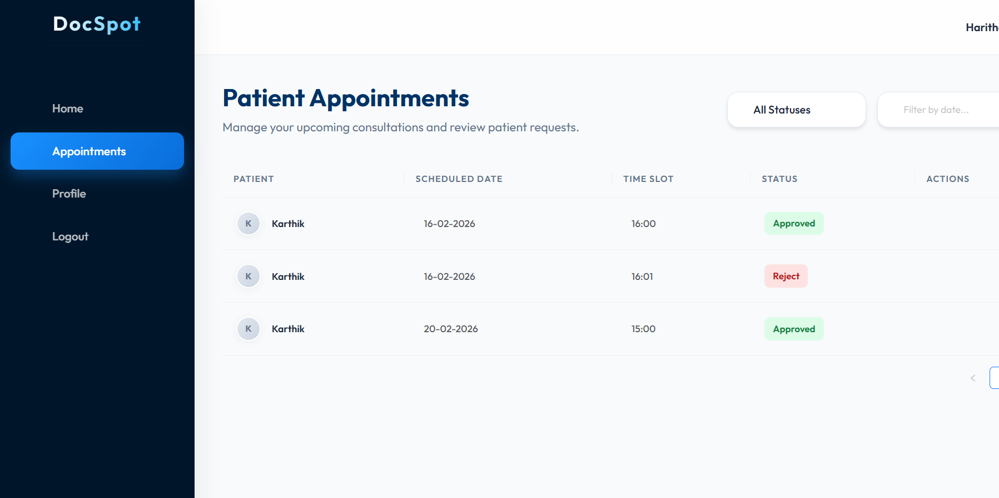 DocSpot
Harith
Home
Appointments
Profile
Logout
Patient Appointments
Manage your upcoming consultations and review patient requests.
All Statuses
Filter by date...
PATIENT SCHEDULED DATE TIME SLOT STATUS ACTIONS
K Karthik 16-02-2026 16:00 Approved
K Karthik 16-02-2026 16:01 Reject
K Karthik 20-02-2026 15:00 Approved
<